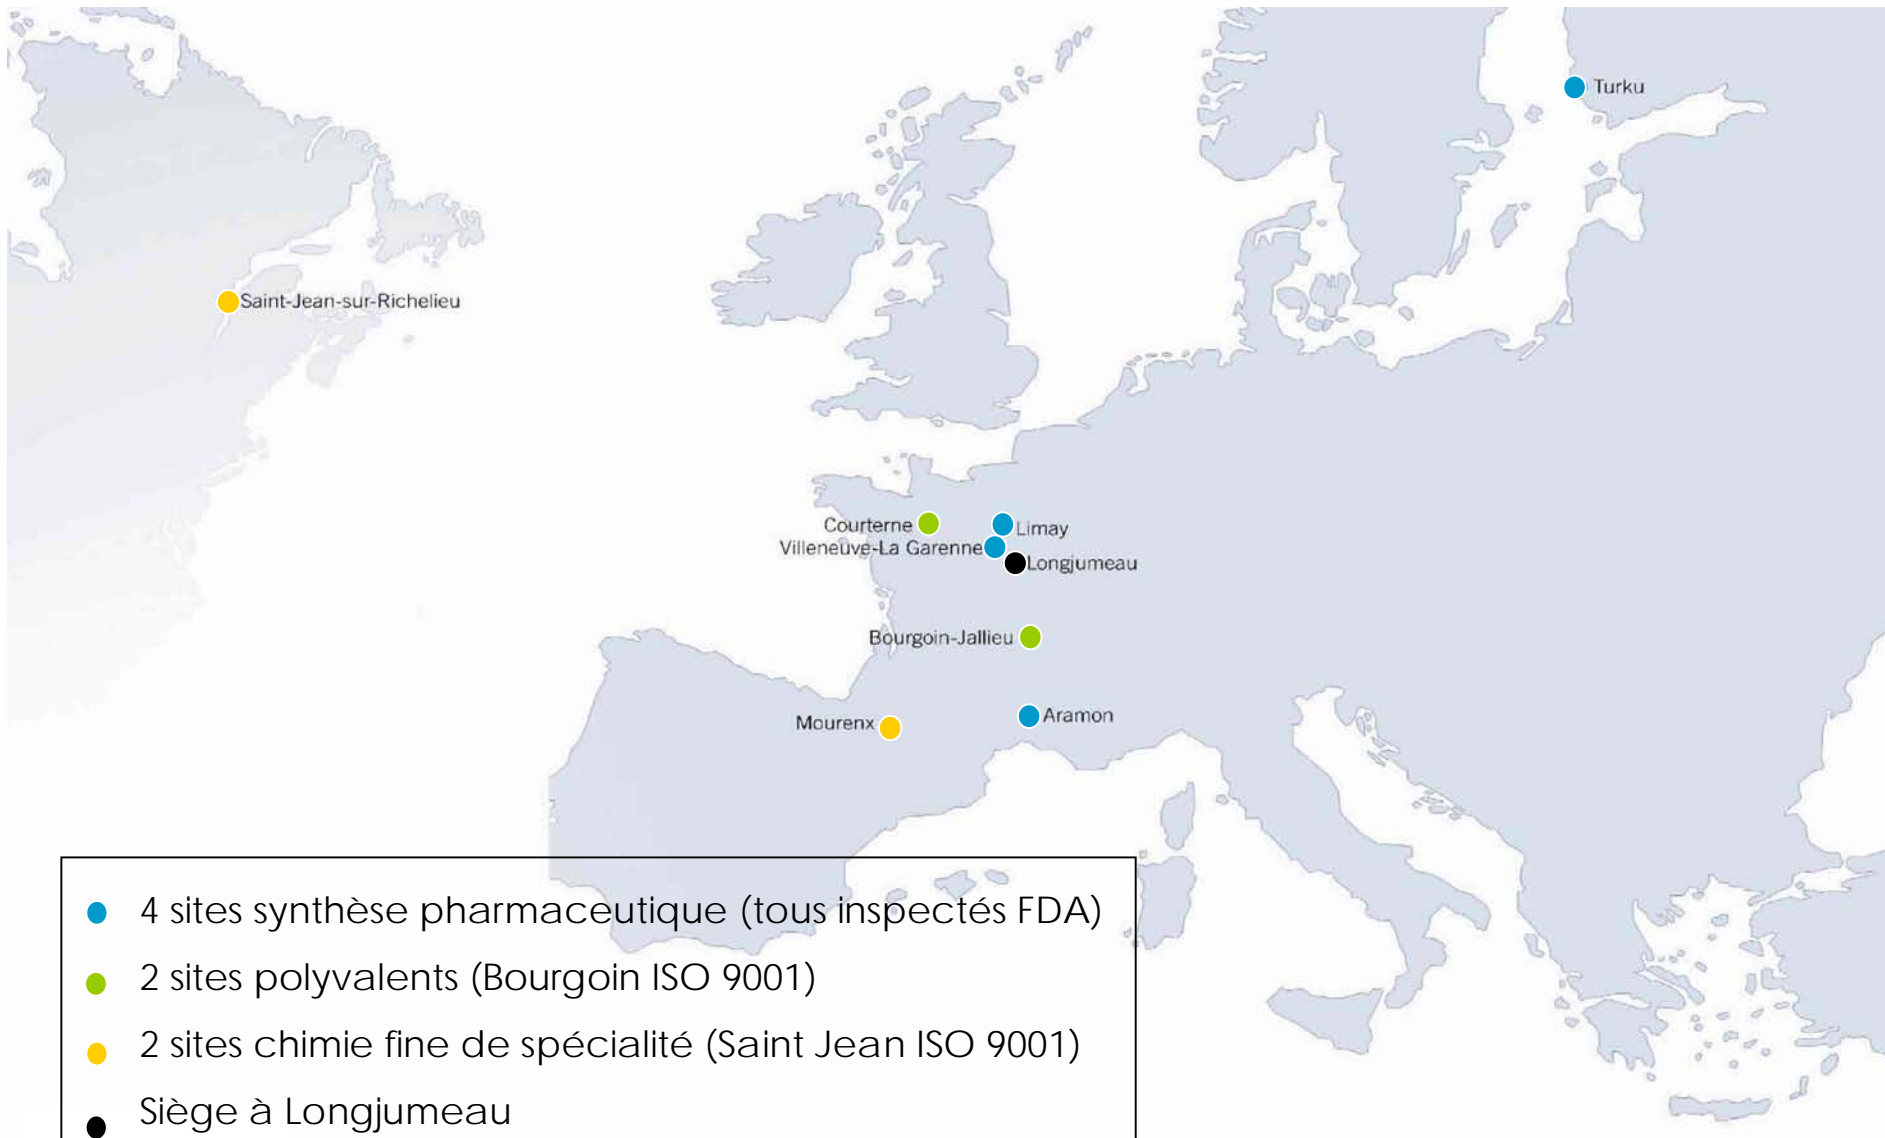 Turku
Saint-Jean-sur-Richelieu
Courterne
Limay
Villeneuve-La Garenne
Longjumeau
Bourgoin-Jallieu
Mourenx
Aramon
4 sites synthèse pharmaceutique (tous inspectés FDA)
2 sites polyvalents (Bourgoin ISO 9001)
2 sites chimie fine de spécialité (Saint Jean ISO 9001)
Siège à Longjumeau